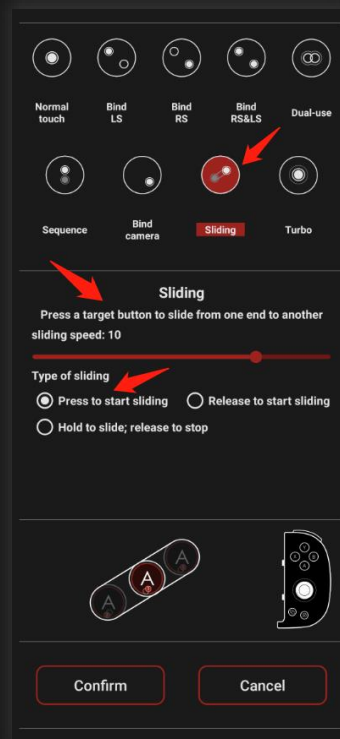 Normal touch
Bind LS
Bind RS
Bind RS&LS
Dual-use
Sequence
Bind camera
Sliding
Turbo
Sliding
Press a target button to slide from one end to another
sliding speed: 10
Type of sliding
Press to start sliding
Release to start sliding
Hold to slide; release to stop
A
A
A
Y
X
B
A
Confirm
Cancel